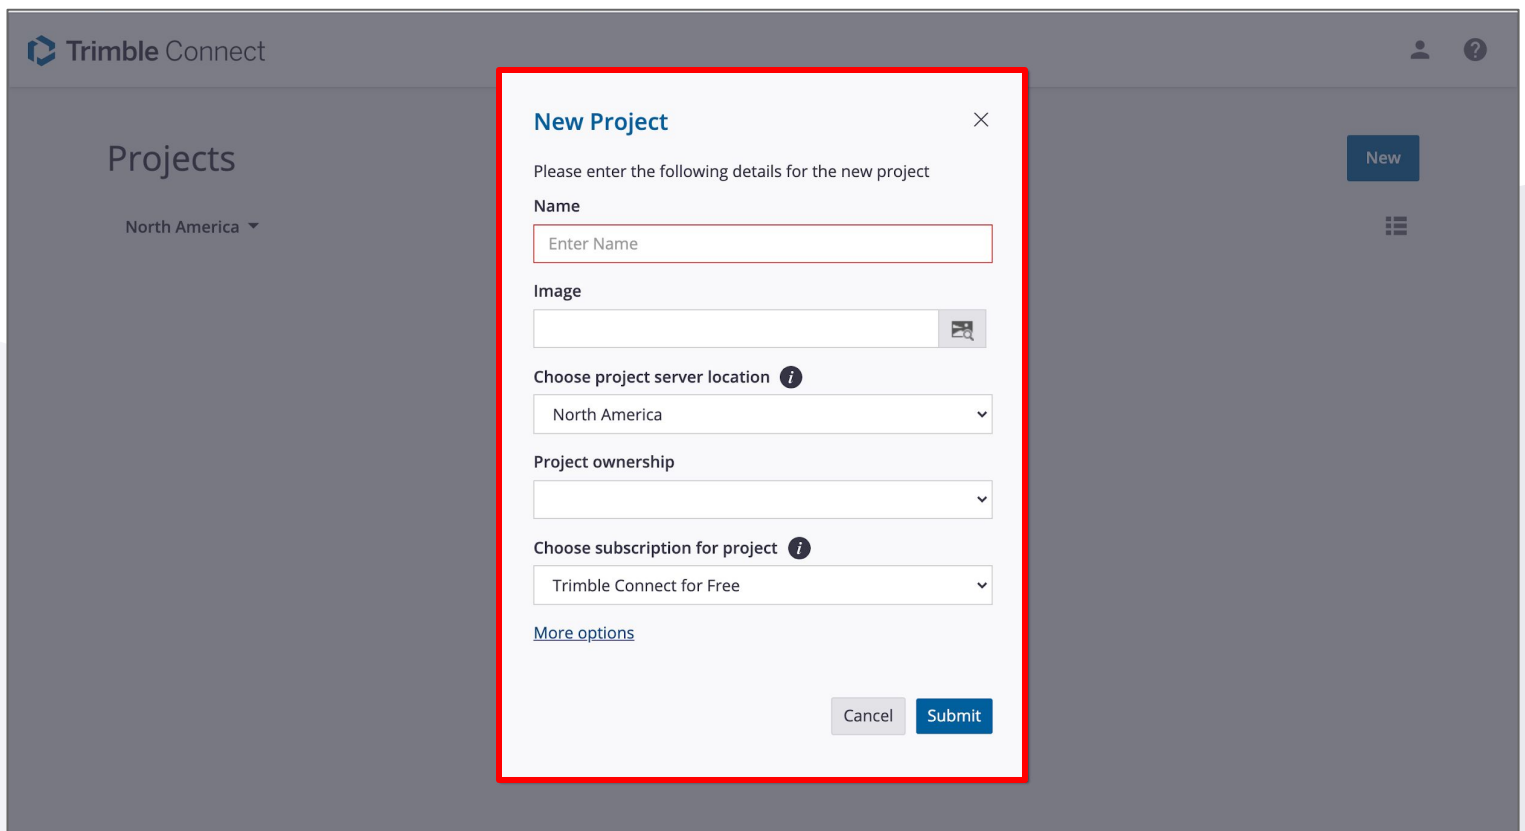 Trimble Connect
Projects
New
North America
New Project
Please enter the following details for the new project
Name
Enter Name
Image
Choose project server location i
North America
Project ownership
Choose subscription for project i
Trimble Connect for Free
More options
Cancel Submit